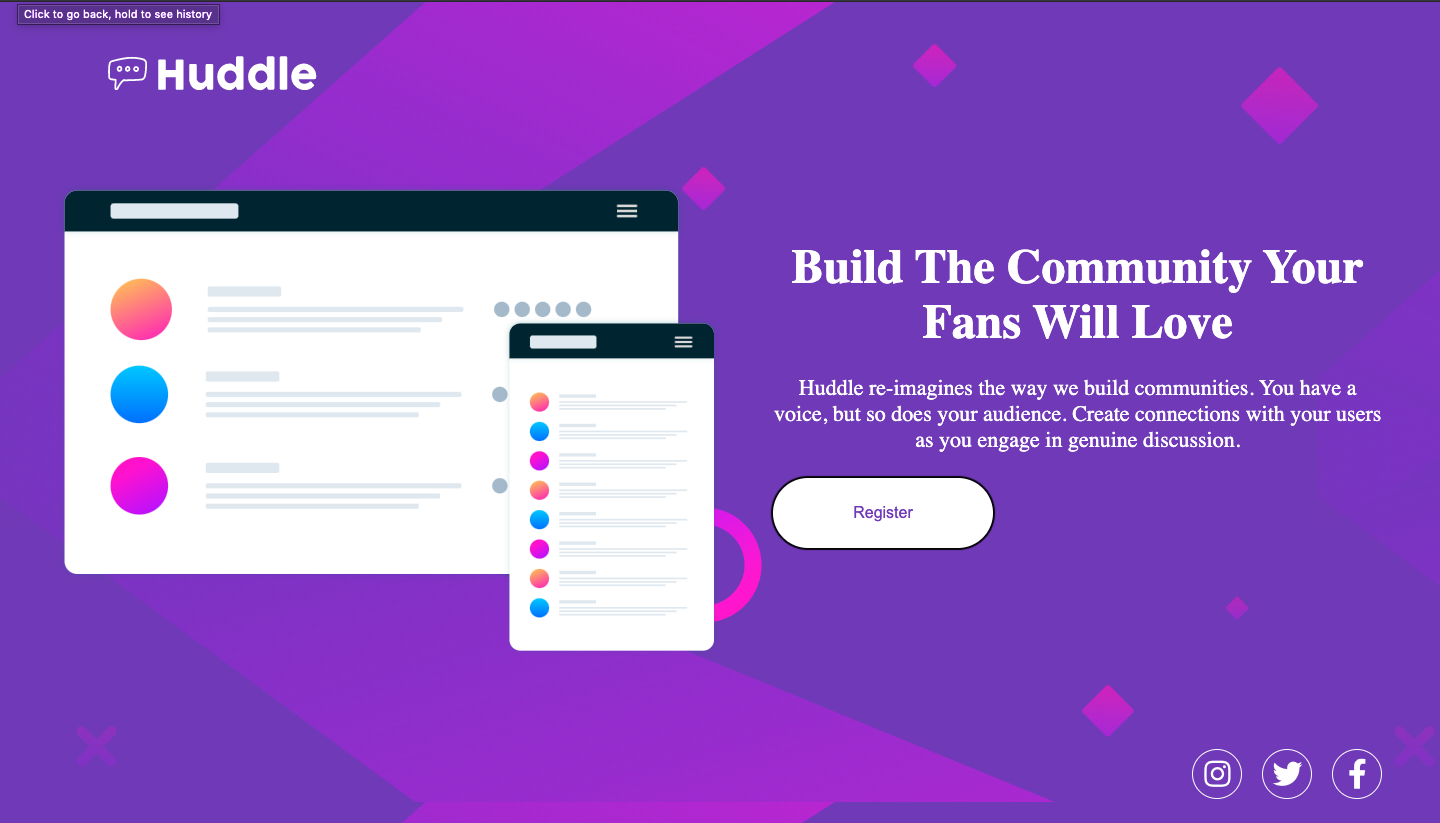 Click to go back, hold to see history
Huddle
Build The Community Your
Fans Will Love
Huddle re-imagines the way we build communities. You have a
voice, but so does your audience. Create connections with your users
as you engage in genuine discussion.
Register